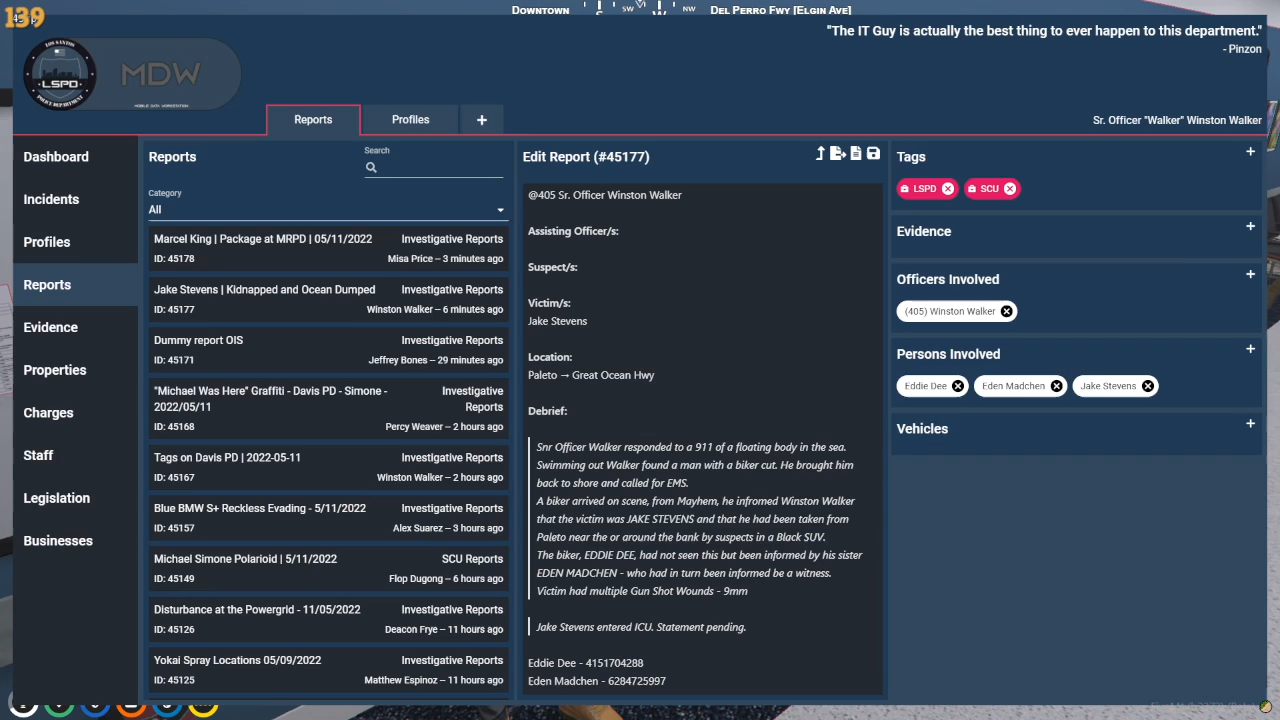 139
DOWNTOWN
SW
W
NW
DEL PERRO FWY [ELGIN AVE]
"The IT Guy is actually the best thing to ever happen to this department."
- Pinzon
LOS SANTOS
LSPD
POLICE DEPARTMENT
MDW
MOBILE DATA WORKSTATION
Reports
Profiles
+
Sr. Officer "Walker" Winston Walker
Dashboard
Incidents
Profiles
Reports
Evidence
Properties
Charges
Staff
Legislation
Businesses
Reports
Search
Category
All
Marcel King | Package at MRPD | 05/11/2022 Investigative Reports
ID: 45178 Misa Price – 3 minutes ago
Jake Stevens | Kidnapped and Ocean Dumped Investigative Reports
ID: 45177 Winston Walker – 6 minutes ago
Dummy report OIS Investigative Reports
ID: 45171 Jeffrey Bones – 29 minutes ago
"Michael Was Here" Graffiti - Davis PD - Simone - Investigative
2022/05/11 Reports
ID: 45168 Percy Weaver – 2 hours ago
Tags on Davis PD | 2022-05-11 Investigative Reports
ID: 45167 Winston Walker – 2 hours ago
Blue BMW S+ Reckless Evading - 5/11/2022 Investigative Reports
ID: 45157 Alex Suarez – 3 hours ago
Michael Simone Polarioid | 5/11/2022 SCU Reports
ID: 45149 Flop Dugong – 6 hours ago
Disturbance at the Powergrid - 11/05/2022 Investigative Reports
ID: 45126 Deacon Frye – 11 hours ago
Yokai Spray Locations 05/09/2022 Investigative Reports
ID: 45125 Matthew Espinoz – 11 hours ago
Edit Report (#45177)
@405 Sr. Officer Winston Walker
Assisting Officer/s:
Suspect/s:
Victim/s:
Jake Stevens
Location:
Paleto → Great Ocean Hwy
Debrief:
Snr Officer Walker responded to a 911 of a floating body in the sea.
Swimming out Walker found a man with a biker cut. He brought him
back to shore and called for EMS.
A biker arrived on scene, from Mayhem, he infromed Winston Walker
that the victim was JAKE STEVENS and that he had been taken from
Paleto near the or around the bank by suspects in a Black SUV.
The biker, EDDIE DEE, had not seen this but been informed by his sister
EDEN MADCHEN - who had in turn been informed be a witness.
Victim had multiple Gun Shot Wounds - 9mm
Jake Stevens entered ICU. Statement pending.
Eddie Dee - 4151704288
Eden Madchen - 6284725997
Tags +
LSPD
SCU
Evidence +
Officers Involved +
(405) Winston Walker
Persons Involved +
Eddie Dee
Eden Madchen
Jake Stevens
Vehicles +